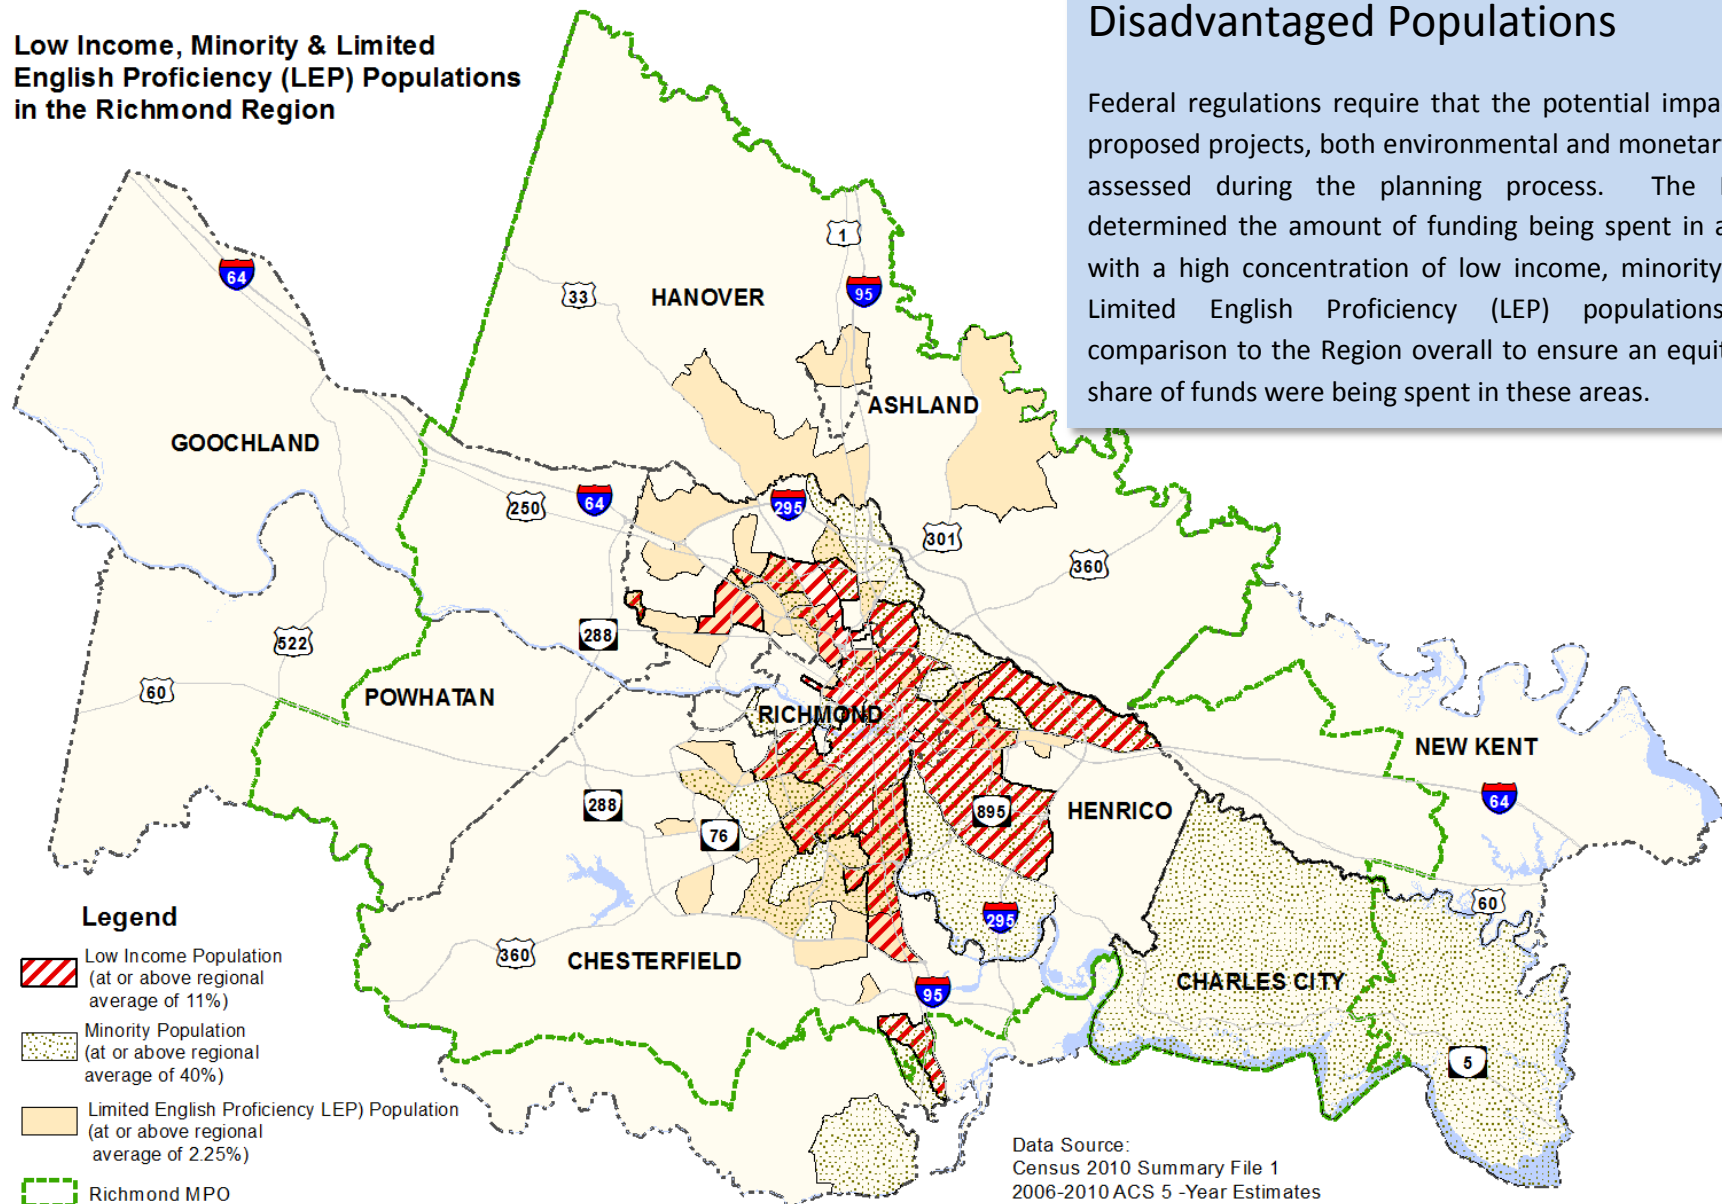 Low Income, Minority & Limited
English Proficiency (LEP) Populations
in the Richmond Region
Disadvantaged Populations
Federal regulations require that the potential
proposed projects, both environmental and
assessed during the planning process. The
determined the amount of funding being spent in
with a high concentration of low income, minority
Limited English Proficiency (LEP) populations
comparison to the Region overall to ensure an
share of funds were being spent in these areas.
64
1
33
HANOVER
95
ASHLAND
GOOCHLAND
250
64
295
301
360
288
522
60
POWHATAN
RICHMOND
NEW KENT
64
288
76
895
HENRICO
60
295
360
CHESTERFIELD
CHARLES CITY
95
5
Legend
Low Income Population
(at or above regional
average of 11%)
Minority Population
(at or above regional
average of 40%)
Limited English Proficiency LEP) Population
(at or above regional
average of 2.25%)
Richmond MPO
Data Source:
Census 2010 Summary File 1
2006-2010 ACS 5 -Year Estimates